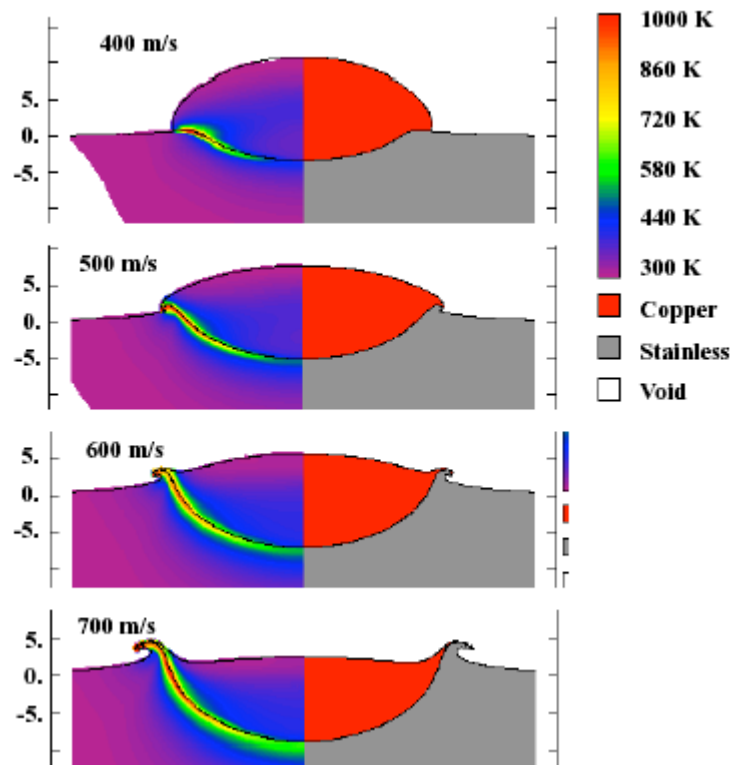 400 m/s
5.
0.
-5.
500 m/s
5.
0.
-5.
600 m/s
5.
0.
-5.
700 m/s
5.
0.
-5.
1000 K
860 K
720 K
580 K
440 K
300 K
Copper
Stainless
Void